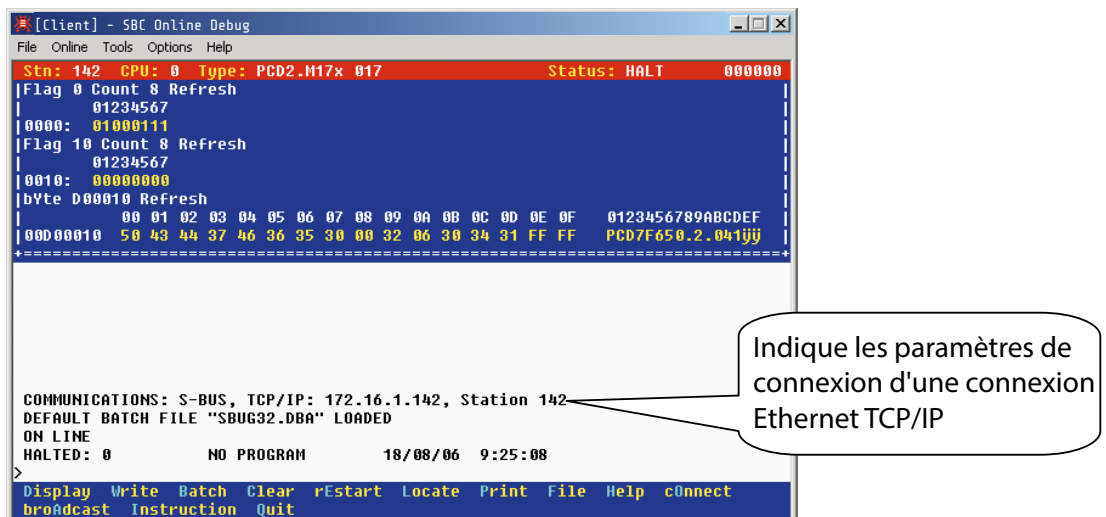 [Client] - SBC Online Debug
File Online Tools Options Help
Stn: 142 CPU: 0 Type: PCD2.M17x 017 Status: HALT 000000
|Flag 0 Count 8 Refresh |
| 01234567 |
|0000: 01000111 |
|Flag 10 Count 8 Refresh |
| 01234567 |
|0010: 00000000 |
|bYte D00010 Refresh |
| 00 01 02 03 04 05 06 07 08 09 0A 0B 0C 0D 0E 0F 0123456789ABCDEF |
|00D00010 50 43 44 37 46 36 35 30 00 32 06 30 34 31 FF FF PCD7F650.2.041ÿÿ |
+==============================================================================+
Indique les paramètres de
connexion d'une connexion
Ethernet TCP/IP
COMMUNICATIONS: S-BUS, TCP/IP: 172.16.1.142, Station 142
DEFAULT BATCH FILE "SBUG32.DBA" LOADED
ON LINE
HALTED: 0 NO PROGRAM 18/08/06 9:25:08
>
Display Write Batch Clear rEstart Locate Print File Help cOnnect
broAdcast Instruction Quit